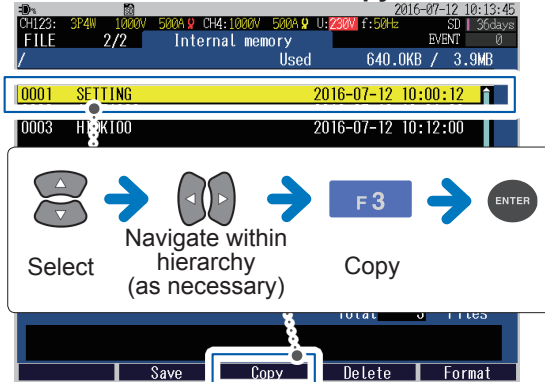 2016-07-12 10:13:45
CH123: 3P4W 1000V 500A CH4:1000V 500A U:230V f:50Hz SD 36days
FILE 2/2 Internal memory EVENT 0
/ Used 640.0KB / 3.9MB
0001 SETTING 2016-07-12 10:00:12
0003 HIOKI00 2016-07-12 10:12:00
F 3
ENTER
Navigate within
Select hierarchy Copy
(as necessary)
Total Files
Save Copy Delete Format